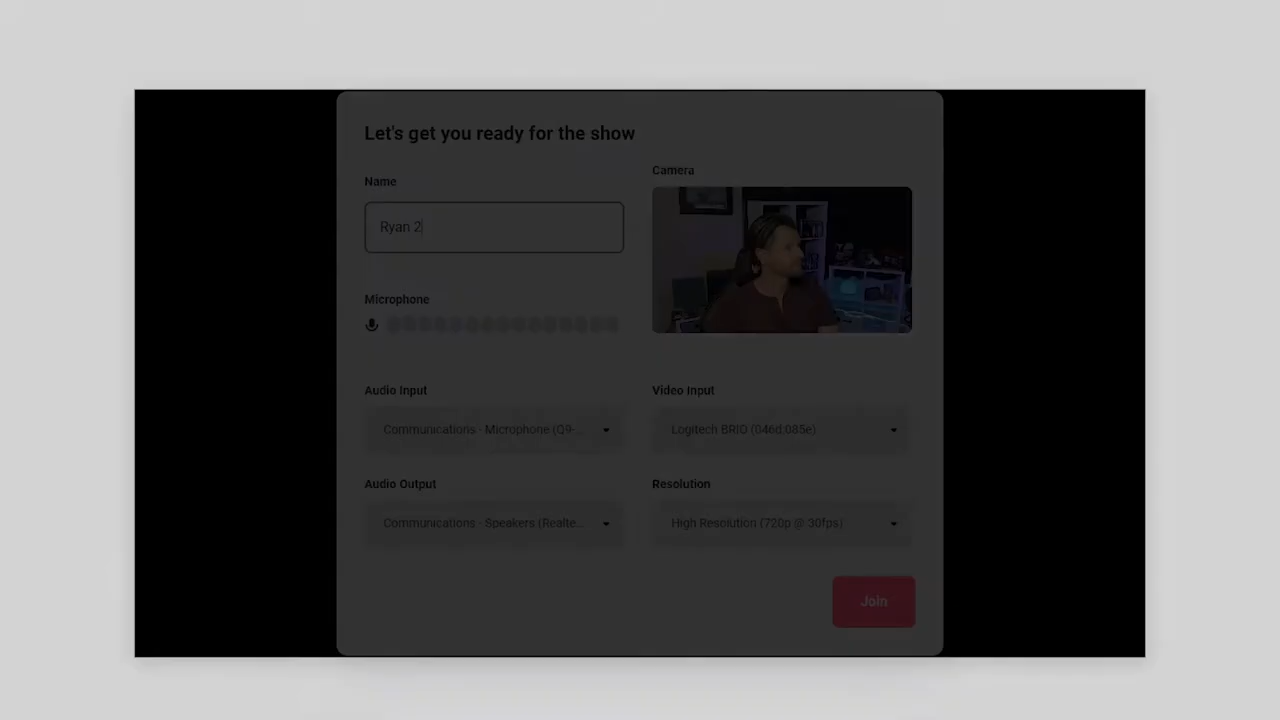 Let's get you ready for the show
Name
Ryan 2
Camera
Microphone
Audio Input
Communications - Microphone (Q9-...
Video Input
Logitech BRIO (046d:085e)
Audio Output
Communications - Speakers (Realte...
Resolution
High Resolution (720p @ 30fps)
Join